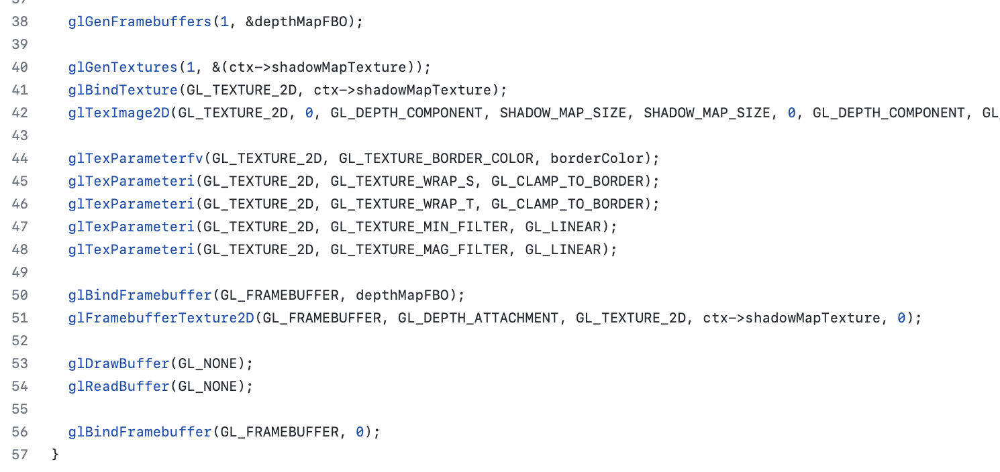 38 glGenFramebuffers(1, &depthMapFBO);
39
40 glGenTextures(1, &(ctx->shadowMapTexture));
41 glBindTexture(GL_TEXTURE_2D, ctx->shadowMapTexture);
42 glTexImage2D(GL_TEXTURE_2D, 0, GL_DEPTH_COMPONENT, SHADOW_MAP_SIZE, SHADOW_MAP_SIZE, 0, GL_DEPTH_COMPONENT, GL_
43
44 glTexParameterfv(GL_TEXTURE_2D, GL_TEXTURE_BORDER_COLOR, borderColor);
45 glTexParameteri(GL_TEXTURE_2D, GL_TEXTURE_WRAP_S, GL_CLAMP_TO_BORDER);
46 glTexParameteri(GL_TEXTURE_2D, GL_TEXTURE_WRAP_T, GL_CLAMP_TO_BORDER);
47 glTexParameteri(GL_TEXTURE_2D, GL_TEXTURE_MIN_FILTER, GL_LINEAR);
48 glTexParameteri(GL_TEXTURE_2D, GL_TEXTURE_MAG_FILTER, GL_LINEAR);
49
50 glBindFramebuffer(GL_FRAMEBUFFER, depthMapFBO);
51 glFramebufferTexture2D(GL_FRAMEBUFFER, GL_DEPTH_ATTACHMENT, GL_TEXTURE_2D, ctx->shadowMapTexture, 0);
52
53 glDrawBuffer(GL_NONE);
54 glReadBuffer(GL_NONE);
55
56 glBindFramebuffer(GL_FRAMEBUFFER, 0);
57 }